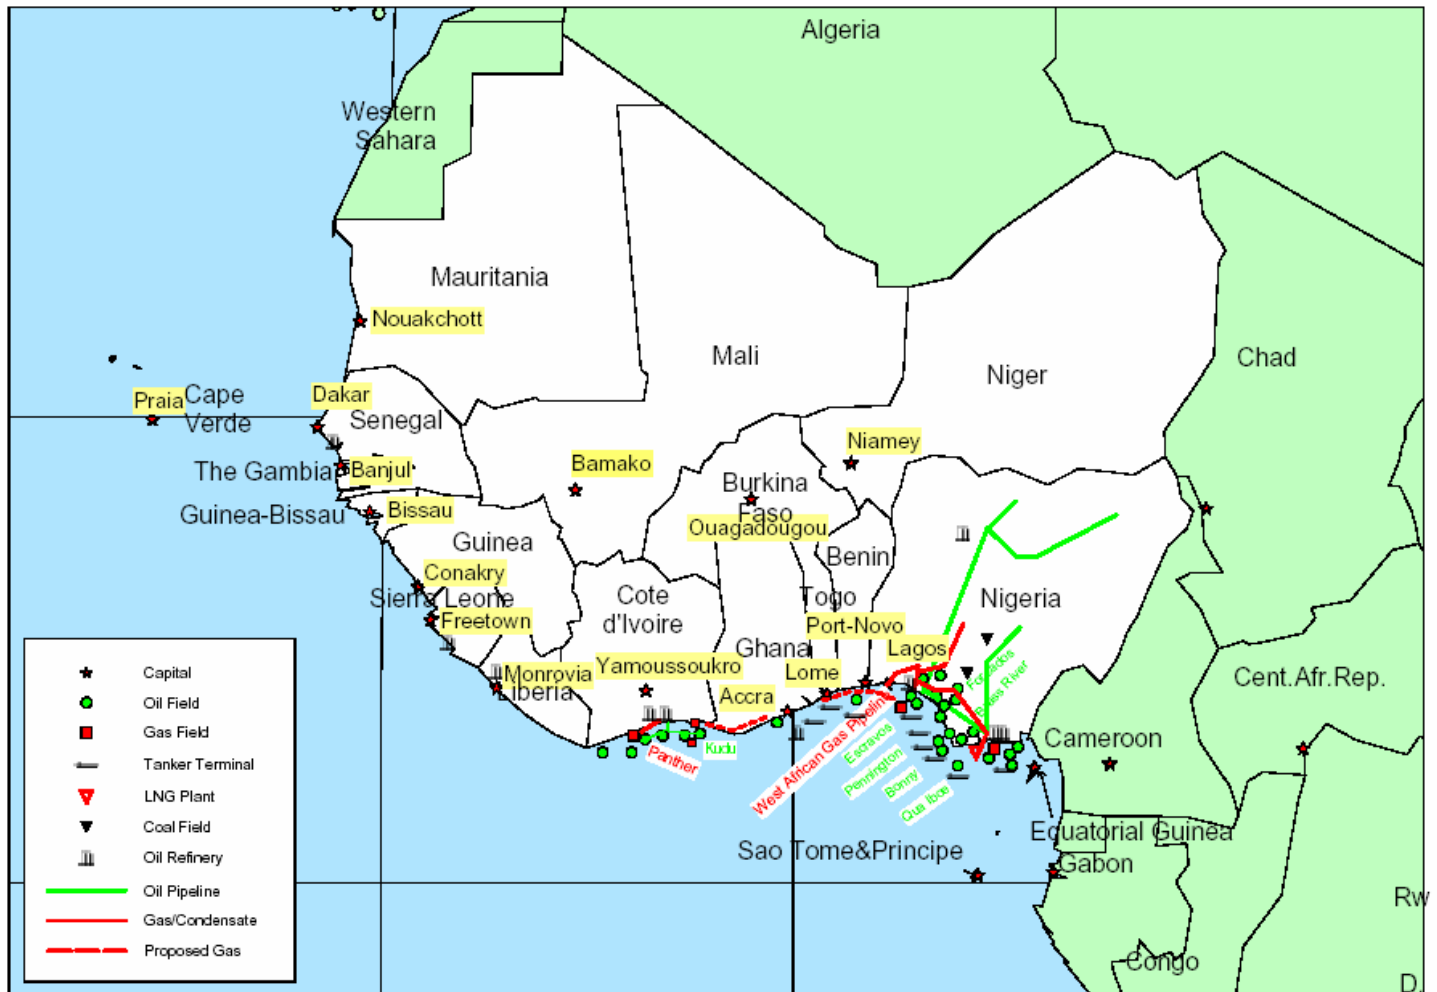 Algeria
Western
Sahara
Mauritania
Nouakchott
Mali
Niger
Chad
Praia
Cape
Verde
Dakar
Senegal
The Gambia
Banjul
Bamako
Niamey
Guinea-Bissau
Bissau
Burkina
Faso
Ouagadougou
Guinea
Benin
Conakry
Sierra Leone
Freetown
Cote
d'Ivoire
Togo
Nigeria
Port-Novo
Ghana
Lagos
Monrovia
Liberia
Yamoussoukro
Accra
Lome
Forcados
Brass River
Cent.Afr.Rep.
Cameroon
Panther
Kudu
West African Gas Pipeline
Escravos
Pennington
Bonny
Qua Iboe
Equatorial Guinea
Sao Tome&Principe
Gabon
Rw
Congo
D.
Capital
Oil Field
Gas Field
Tanker Terminal
LNG Plant
Coal Field
Oil Refinery
Oil Pipeline
Gas/Condensate
Proposed Gas